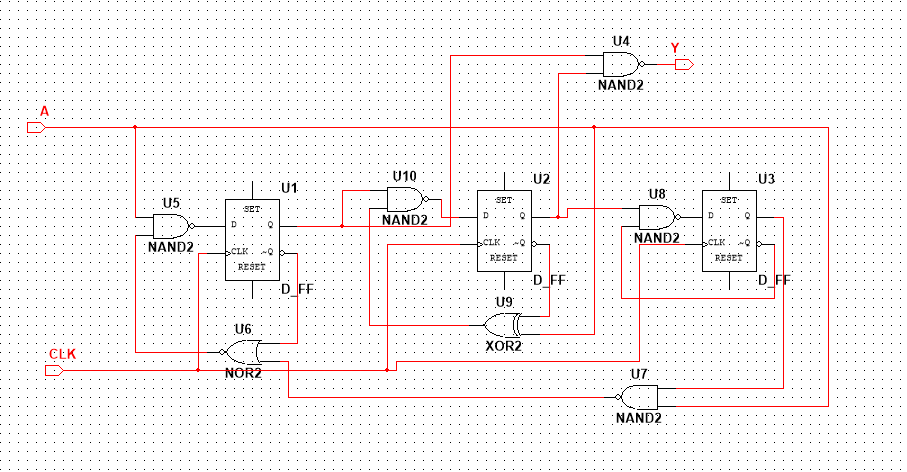 U4
Y
NAND2
A
U10
U1
U2
U3
U5
U8
SET
SET
SET
D Q
D Q
D Q
NAND2
NAND2
NAND2
CLK ~Q
CLK ~Q
CLK ~Q
RESET
RESET
RESET
D_FF
D_FF
D_FF
U9
U6
XOR2
CLK
NOR2
U7
NAND2